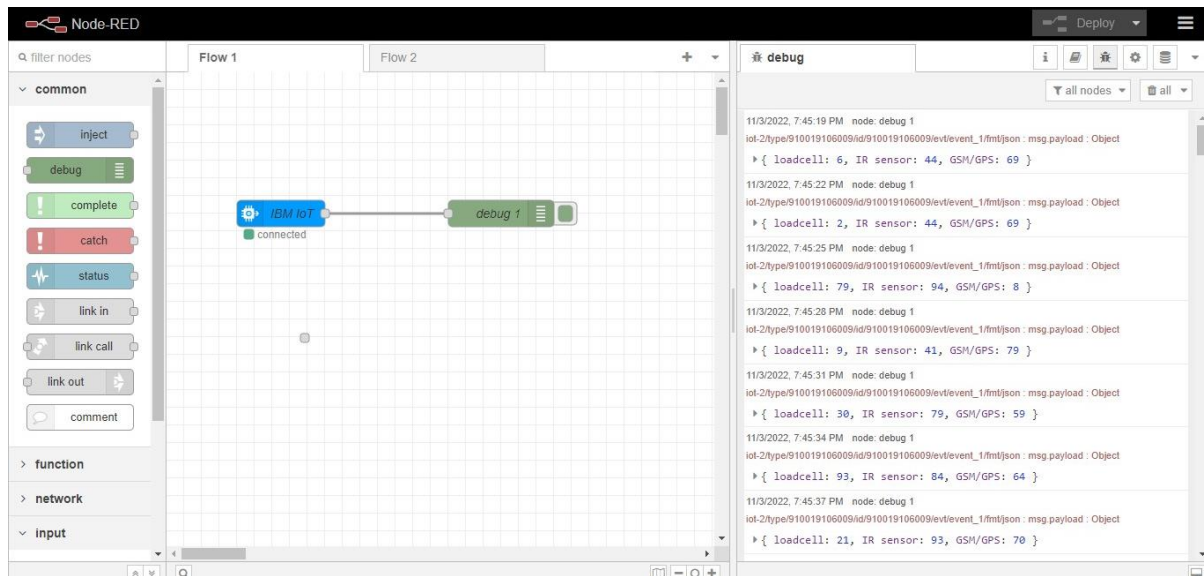 Node-RED
Deploy
filter nodes
Flow 1
Flow 2
debug
i
all nodes
all
common
inject
debug
complete
catch
status
link in
link call
link out
comment
function
network
input
IBM IoT
connected
debug 1
11/3/2022, 7:45:19 PM node: debug 1
iot-2/type/910019106009/id/910019106009/evt/event_1/fmt/json : msg.payload : Object
{ loadcell: 6, IR sensor: 44, GSM/GPS: 69 }
11/3/2022, 7:45:22 PM node: debug 1
iot-2/type/910019106009/id/910019106009/evt/event_1/fmt/json : msg.payload : Object
{ loadcell: 2, IR sensor: 44, GSM/GPS: 69 }
11/3/2022, 7:45:25 PM node: debug 1
iot-2/type/910019106009/id/910019106009/evt/event_1/fmt/json : msg.payload : Object
{ loadcell: 79, IR sensor: 94, GSM/GPS: 8 }
11/3/2022, 7:45:28 PM node: debug 1
iot-2/type/910019106009/id/910019106009/evt/event_1/fmt/json : msg.payload : Object
{ loadcell: 9, IR sensor: 41, GSM/GPS: 79 }
11/3/2022, 7:45:31 PM node: debug 1
iot-2/type/910019106009/id/910019106009/evt/event_1/fmt/json : msg.payload : Object
{ loadcell: 30, IR sensor: 79, GSM/GPS: 59 }
11/3/2022, 7:45:34 PM node: debug 1
iot-2/type/910019106009/id/910019106009/evt/event_1/fmt/json : msg.payload : Object
{ loadcell: 93, IR sensor: 84, GSM/GPS: 64 }
11/3/2022, 7:45:37 PM node: debug 1
iot-2/type/910019106009/id/910019106009/evt/event_1/fmt/json : msg.payload : Object
{ loadcell: 21, IR sensor: 93, GSM/GPS: 70 }